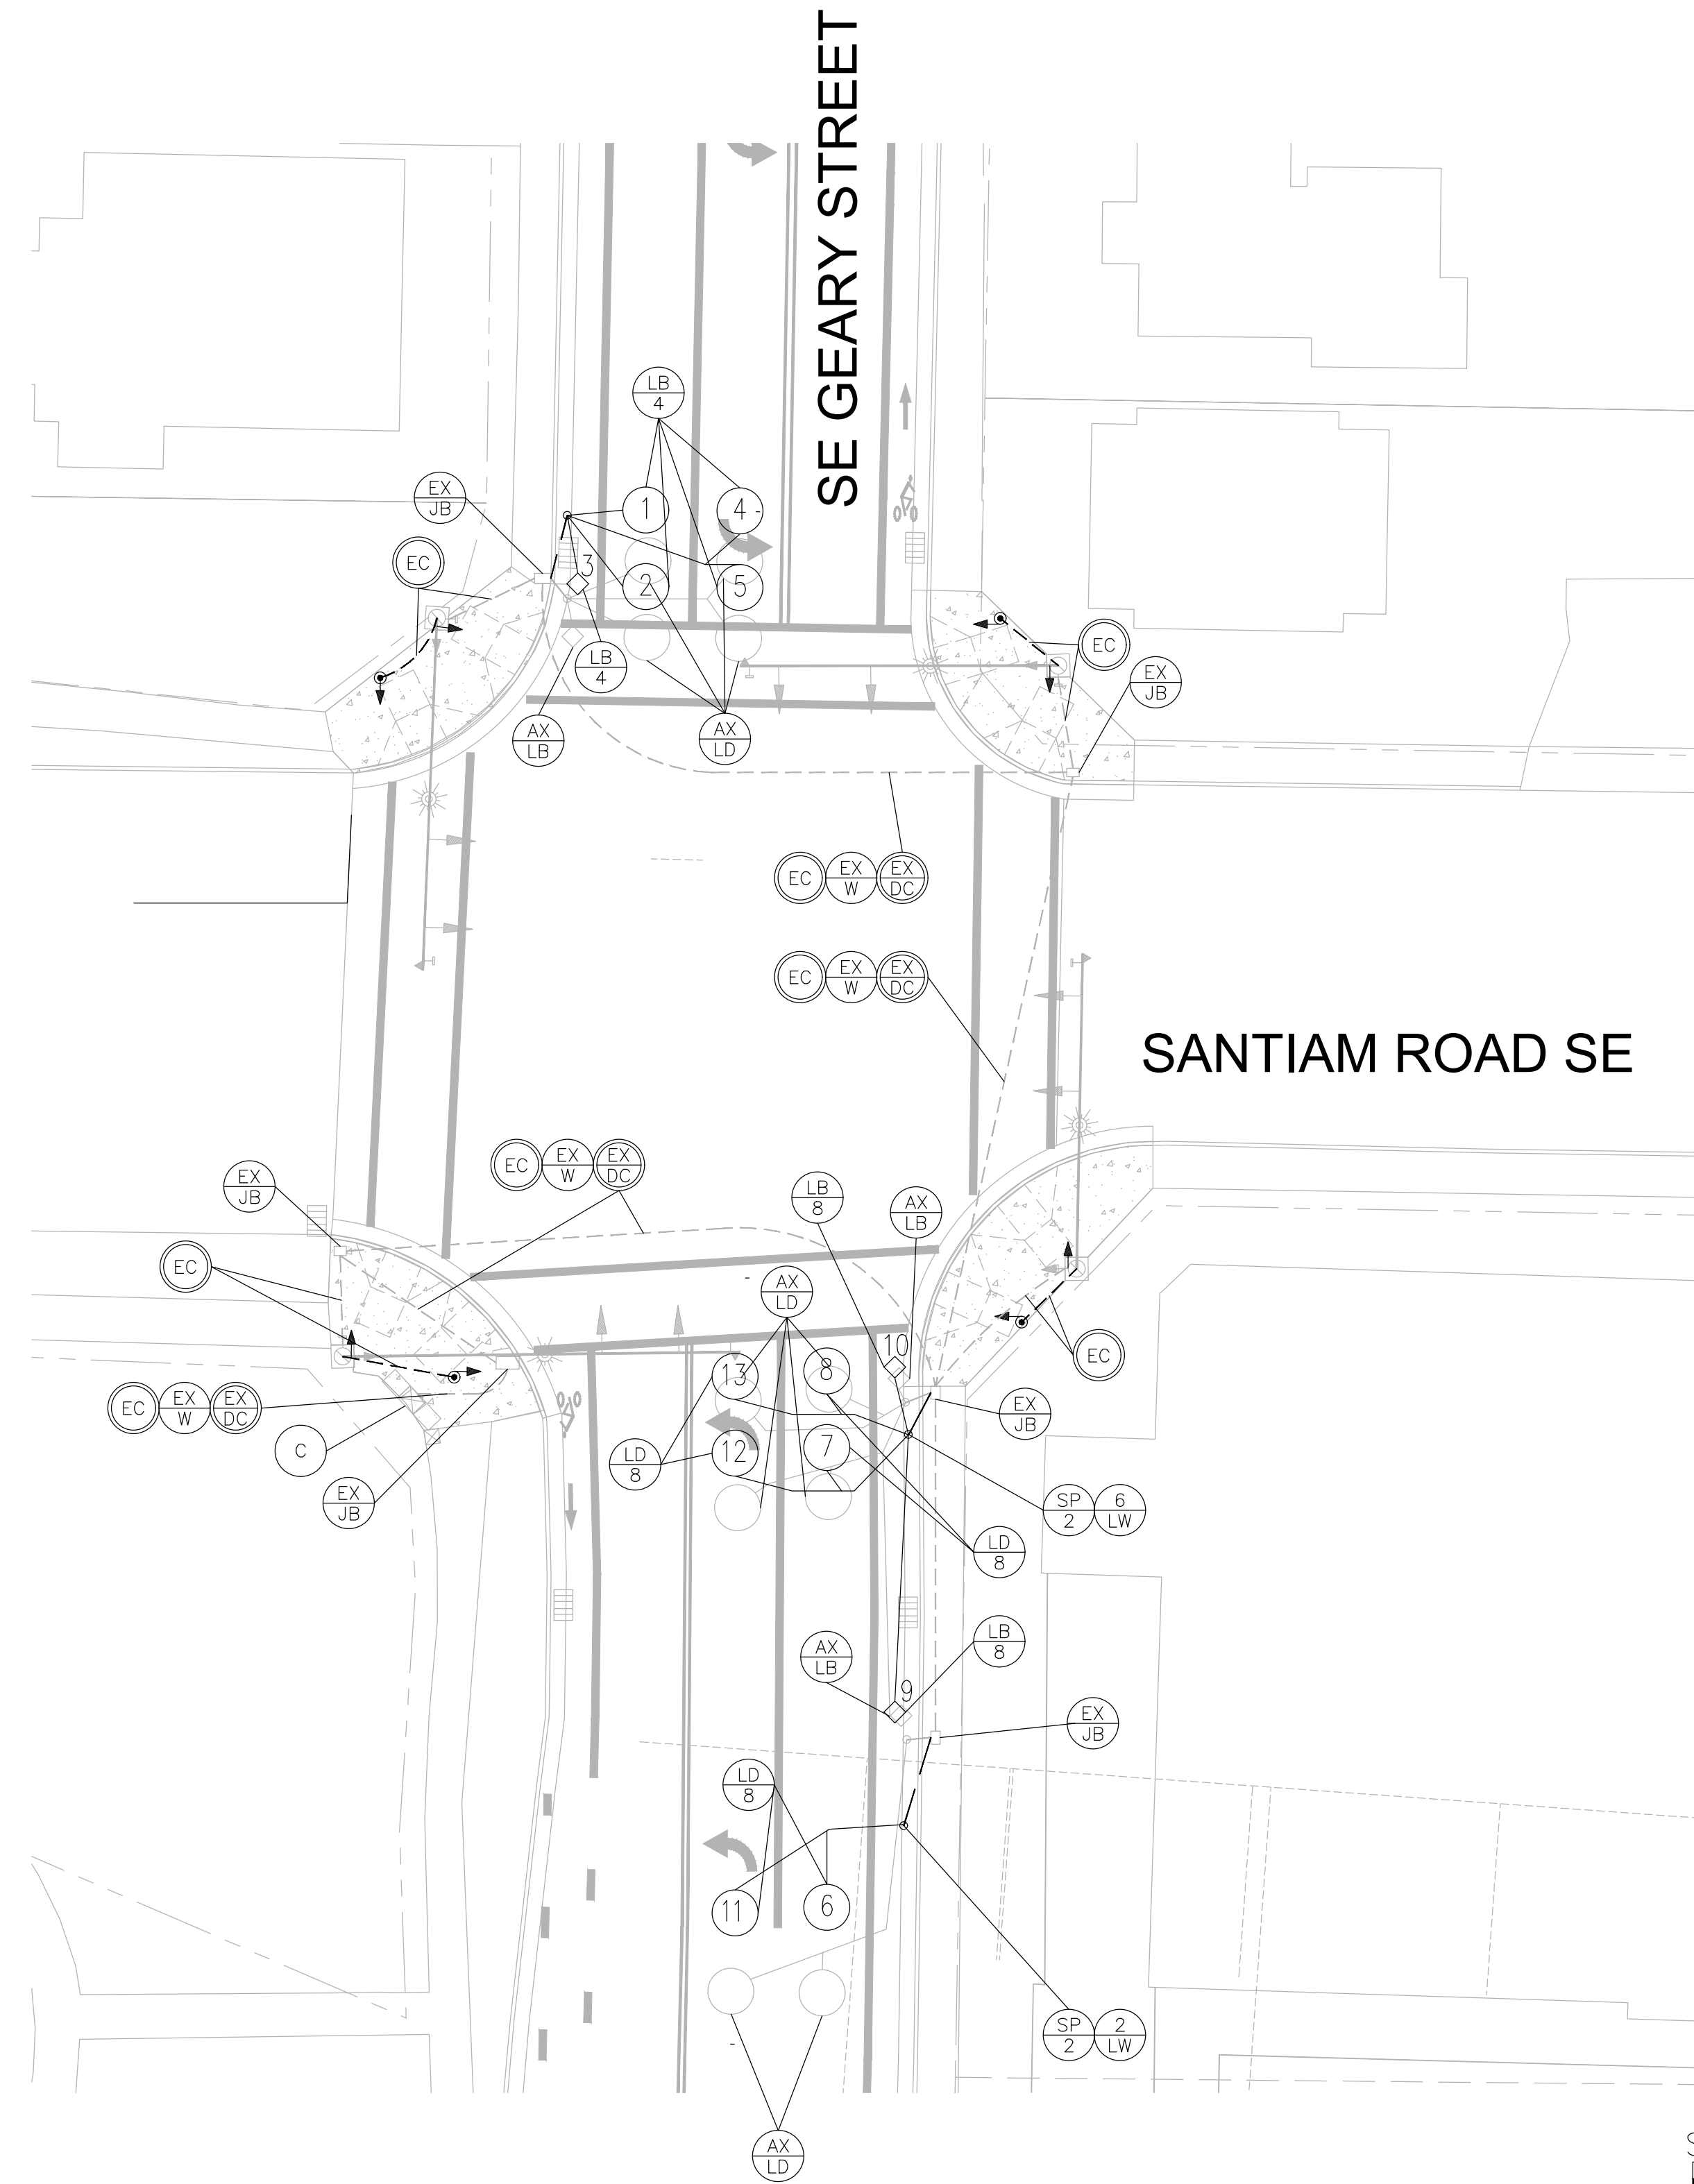 SE GEARY STREET
LB
4
EX
JB
1
4
EC
3
2
5
EC
LB
4
EX
JB
AX
LB
AX
LD
EC
EX
W
EX
DC
EC
EX
W
EX
DC
SANTIAM ROAD SE
EC
EX
W
EX
DC
EX
JB
LB
8
AX
LB
EC
AX
LD
10
13
8
EC
EC
EX
W
EX
DC
EX
JB
C
12
7
LD
8
EX
JB
SP
2
6
LW
LD
8
AX
LB
LB
8
9
EX
JB
LD
8
11
6
SP
2
2
LW
AX
LD